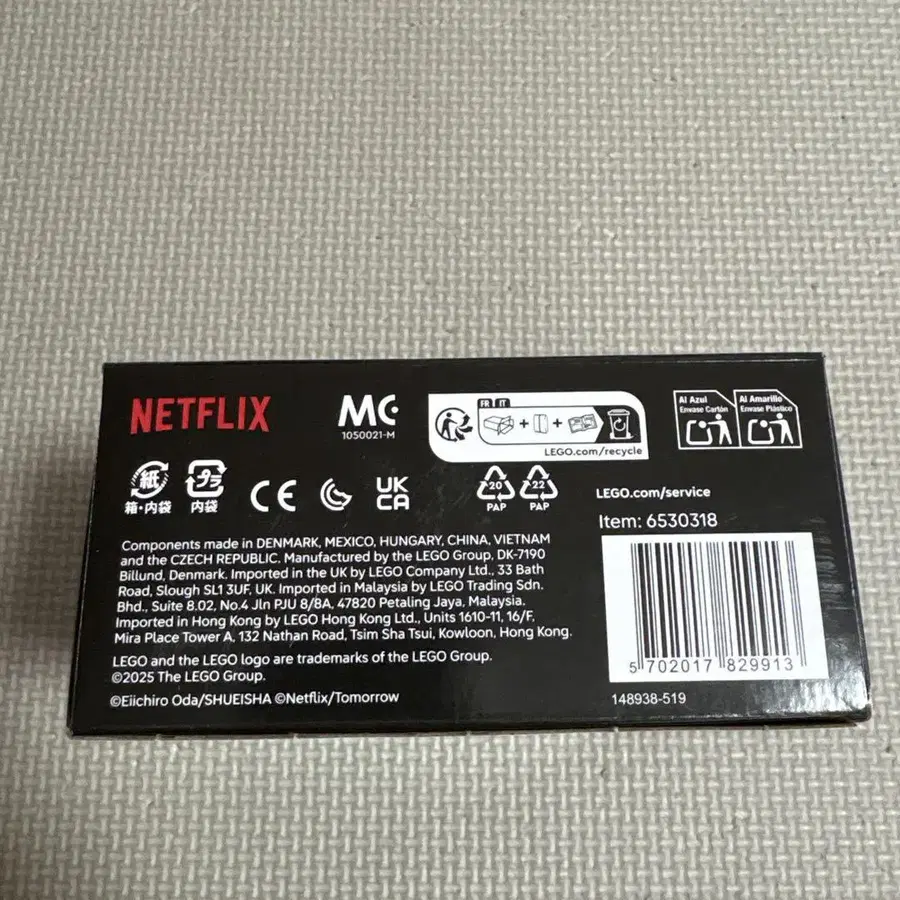 NETFLIX
MC
1050021-M
FR IT
LEGO.com/recycle
Al Azul
Envase Cartón
Al Amarillo
Envase Plástico
紙
箱・内袋
プラ
内袋
CE
UK
CA
20
PAP
22
PAP
LEGO.com/service
Item: 6530318
Components made in DENMARK, MEXICO, HUNGARY, CHINA, VIETNAM
and the CZECH REPUBLIC. Manufactured by the LEGO Group, DK-7190
Billund, Denmark. Imported in the UK by LEGO Company Ltd., 33 Bath
Road, Slough SL1 3UF, UK. Imported in Malaysia by LEGO Trading Sdn.
Bhd., Suite 8.02, No.4 Jln PJU 8/8A, 47820 Petaling Jaya, Malaysia.
Imported in Hong Kong by LEGO Hong Kong Ltd., Units 1610-11, 16/F,
Mira Place Tower A, 132 Nathan Road, Tsim Sha Tsui, Kowloon, Hong Kong.
LEGO and the LEGO logo are trademarks of the LEGO Group.
©2025 The LEGO Group.
©Eiichiro Oda/SHUEISHA ©Netflix/Tomorrow
5 702017 829913
148938-519